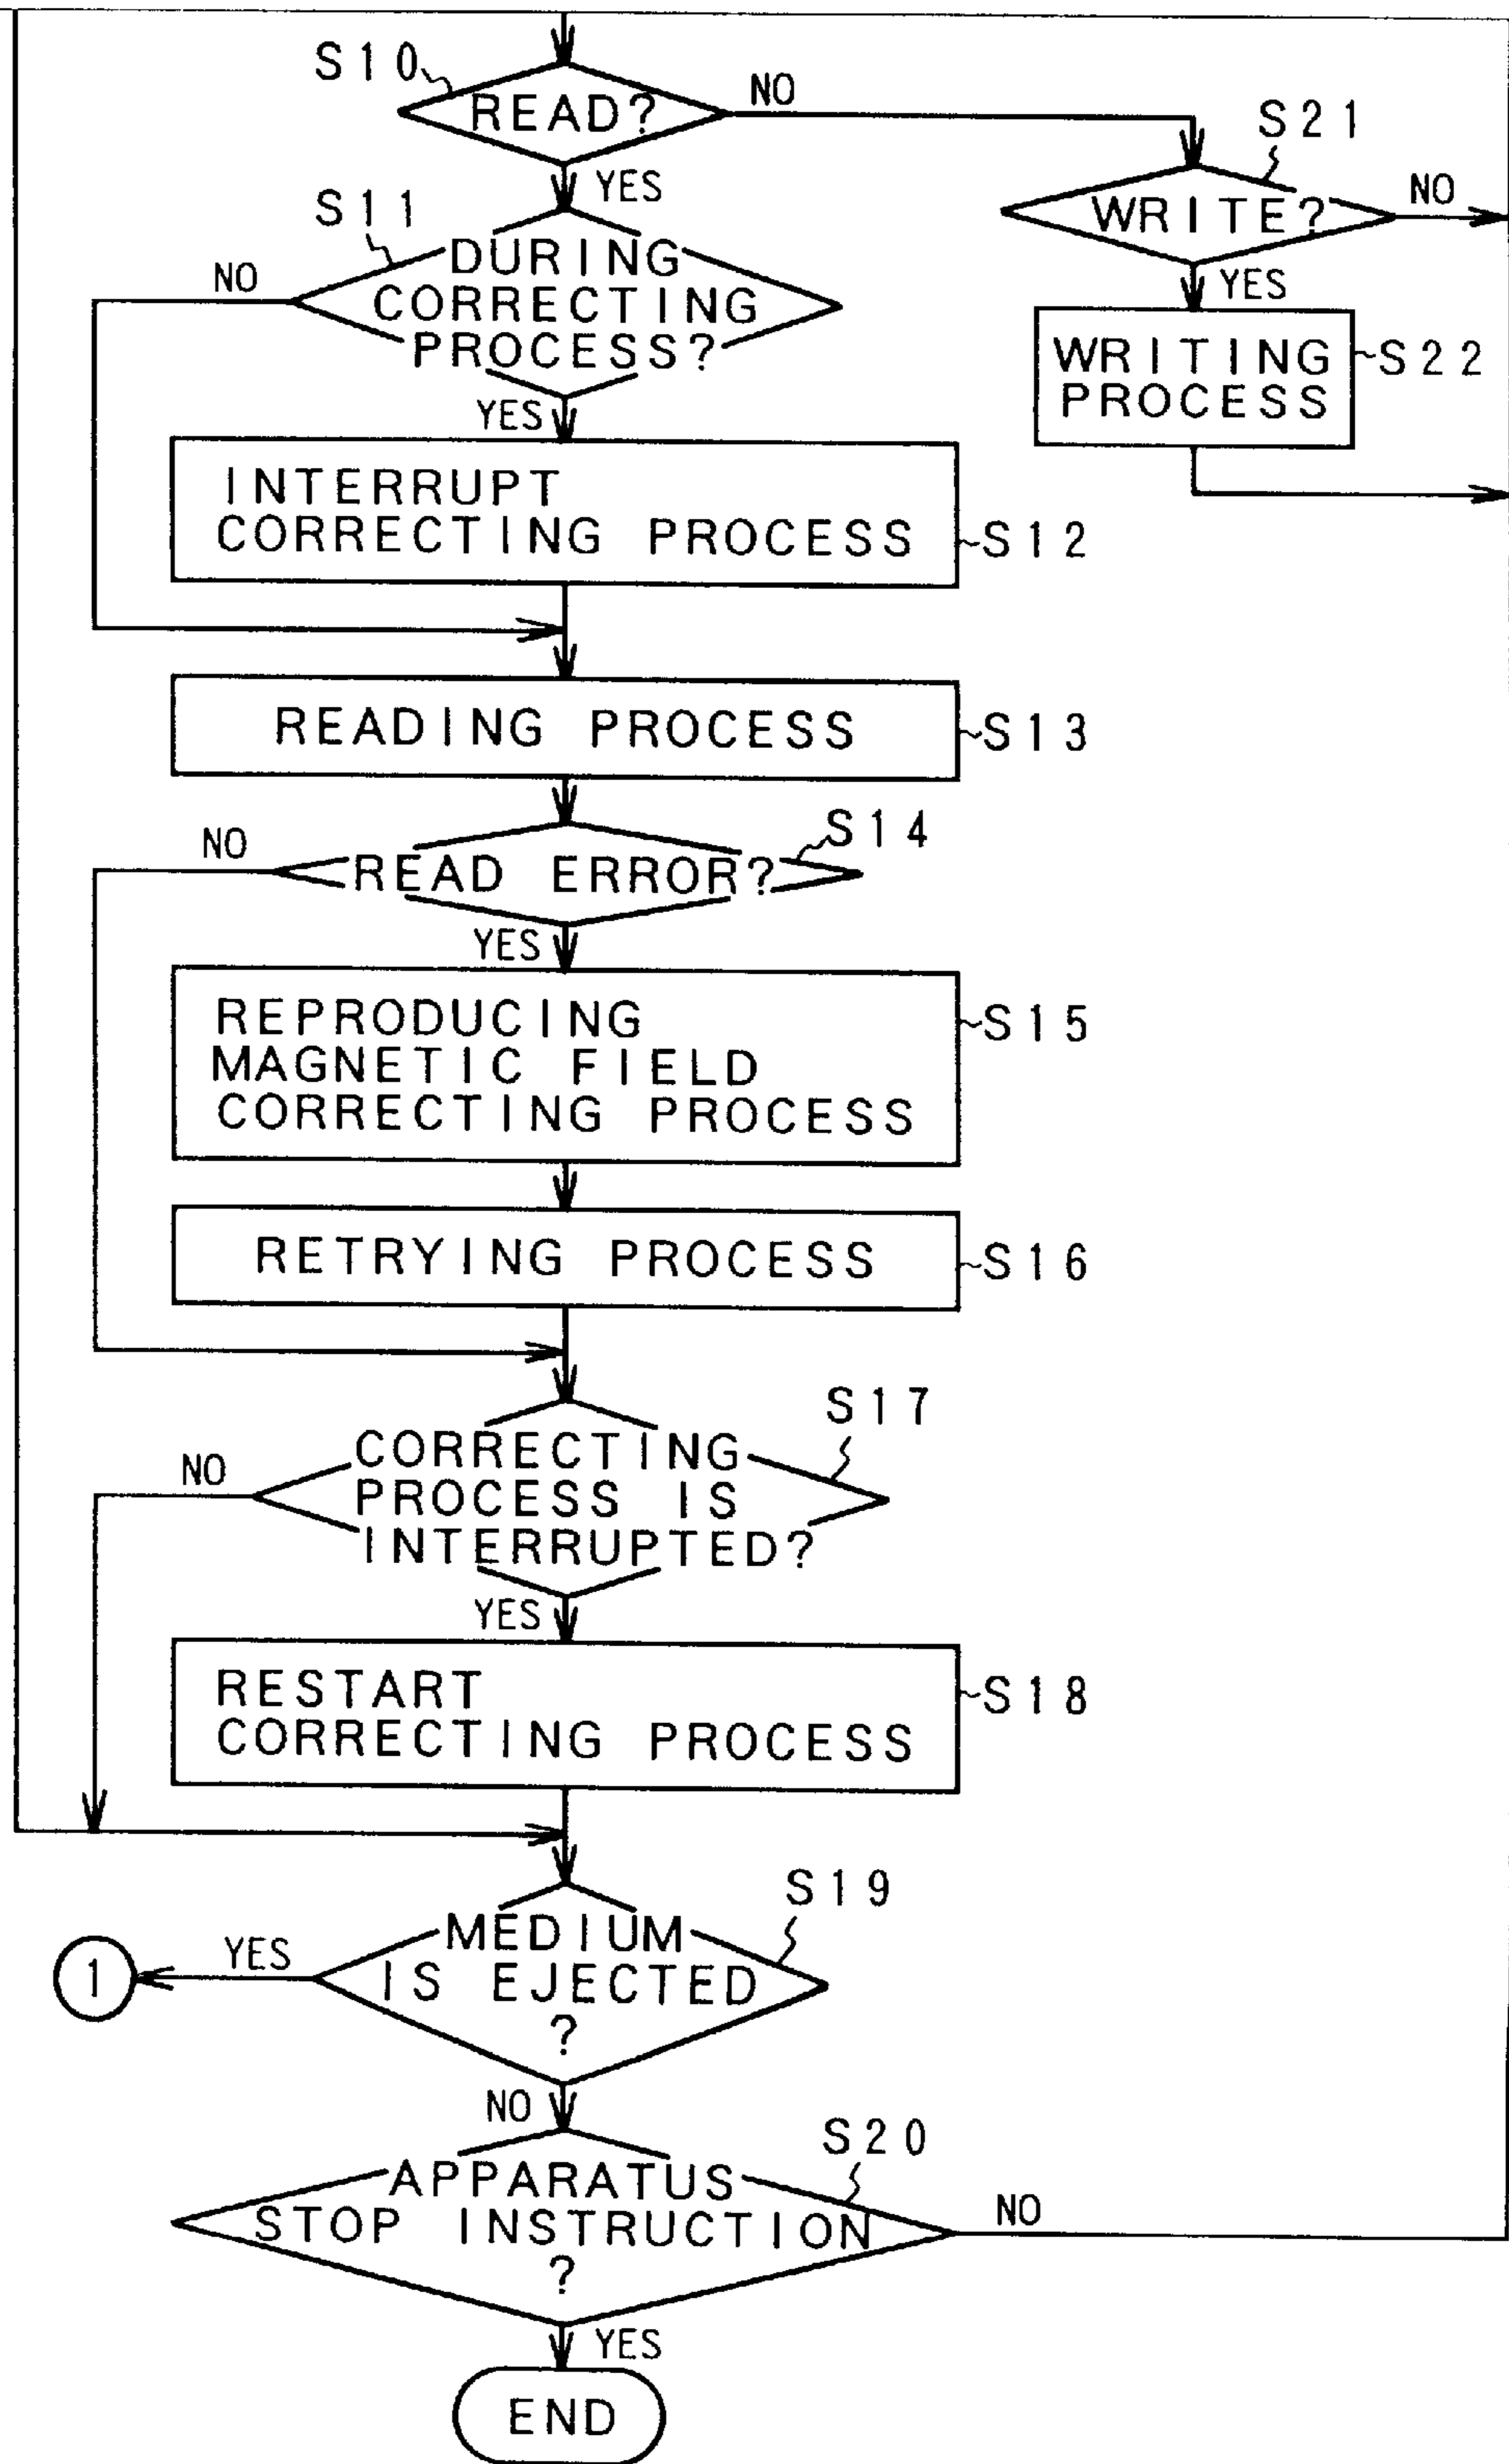 S10
READ?
NO
S21
YES
WRITE?
NO
S11
DURING
CORRECTING
PROCESS?
NO
YES
WRITING
PROCESS
S22
YES
INTERRUPT
CORRECTING PROCESS
S12
READING PROCESS
S13
S14
NO
READ ERROR?
YES
REPRODUCING
MAGNETIC FIELD
CORRECTING PROCESS
S15
RETRYING PROCESS
S16
S17
NO
CORRECTING
PROCESS IS
INTERRUPTED?
YES
RESTART
CORRECTING PROCESS
S18
S19
MEDIUM
IS EJECTED
?
YES
1
NO
S20
APPARATUS
STOP INSTRUCTION
?
NO
YES
END